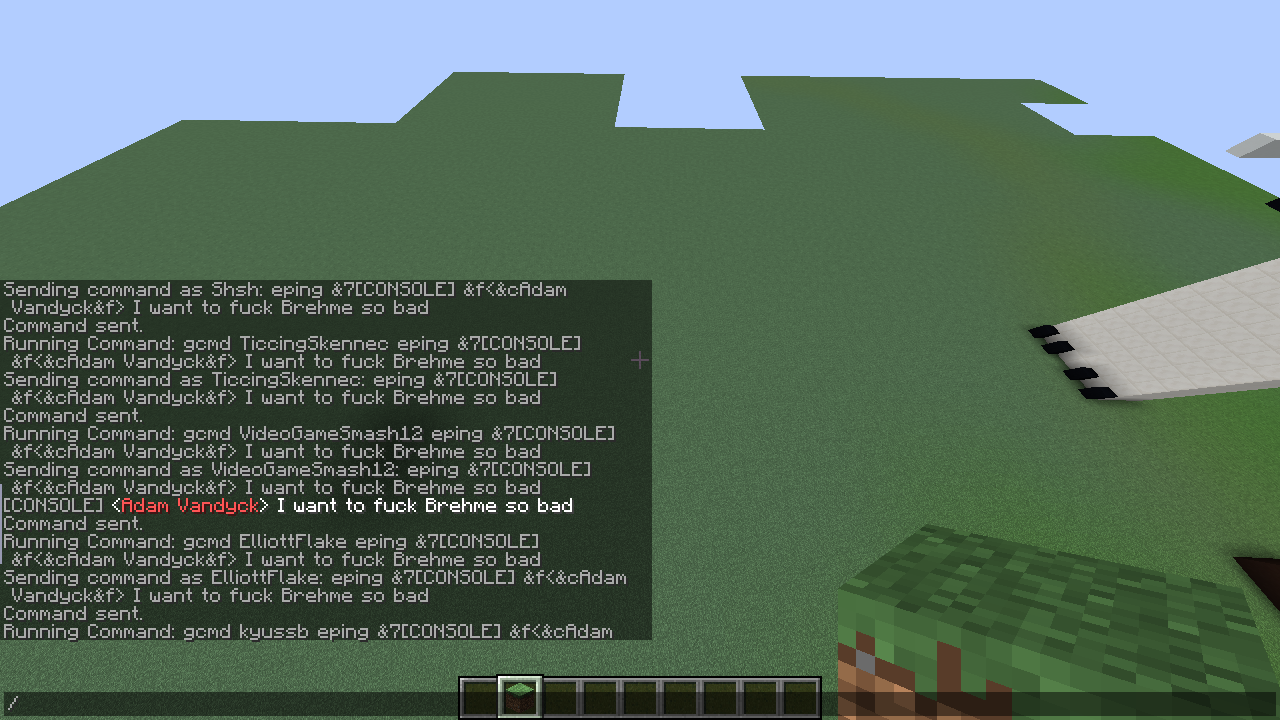 Sending command as Shsh: eping &7[CONSOLE] &f<&cAdam
Vandyck&f> I want to fuck Brehme so bad
Command sent.
Running Command: gcmd TiccingSkennec eping &7[CONSOLE]
&f<&cAdam Vandyck&f> I want to fuck Brehme so bad
Sending command as TiccingSkennec: eping &7[CONSOLE]
&f<&cAdam Vandyck&f> I want to fuck Brehme so bad
Command sent.
Running Command: gcmd VideoGameSmash12 eping &7[CONSOLE]
&f<&cAdam Vandyck&f> I want to fuck Brehme so bad
Sending command as VideoGameSmash12: eping &7[CONSOLE]
&f<&cAdam Vandyck&f> I want to fuck Brehme so bad
[CONSOLE] <Adam Vandyck> I want to fuck Brehme so bad
Command sent.
Running Command: gcmd ElliottFlake eping &7[CONSOLE]
&f<&cAdam Vandyck&f> I want to fuck Brehme so bad
Sending command as ElliottFlake: eping &7[CONSOLE] &f<&cAdam
Vandyck&f> I want to fuck Brehme so bad
Command sent.
Running Command: gcmd kyussb eping &7[CONSOLE] &f<&cAdam
/